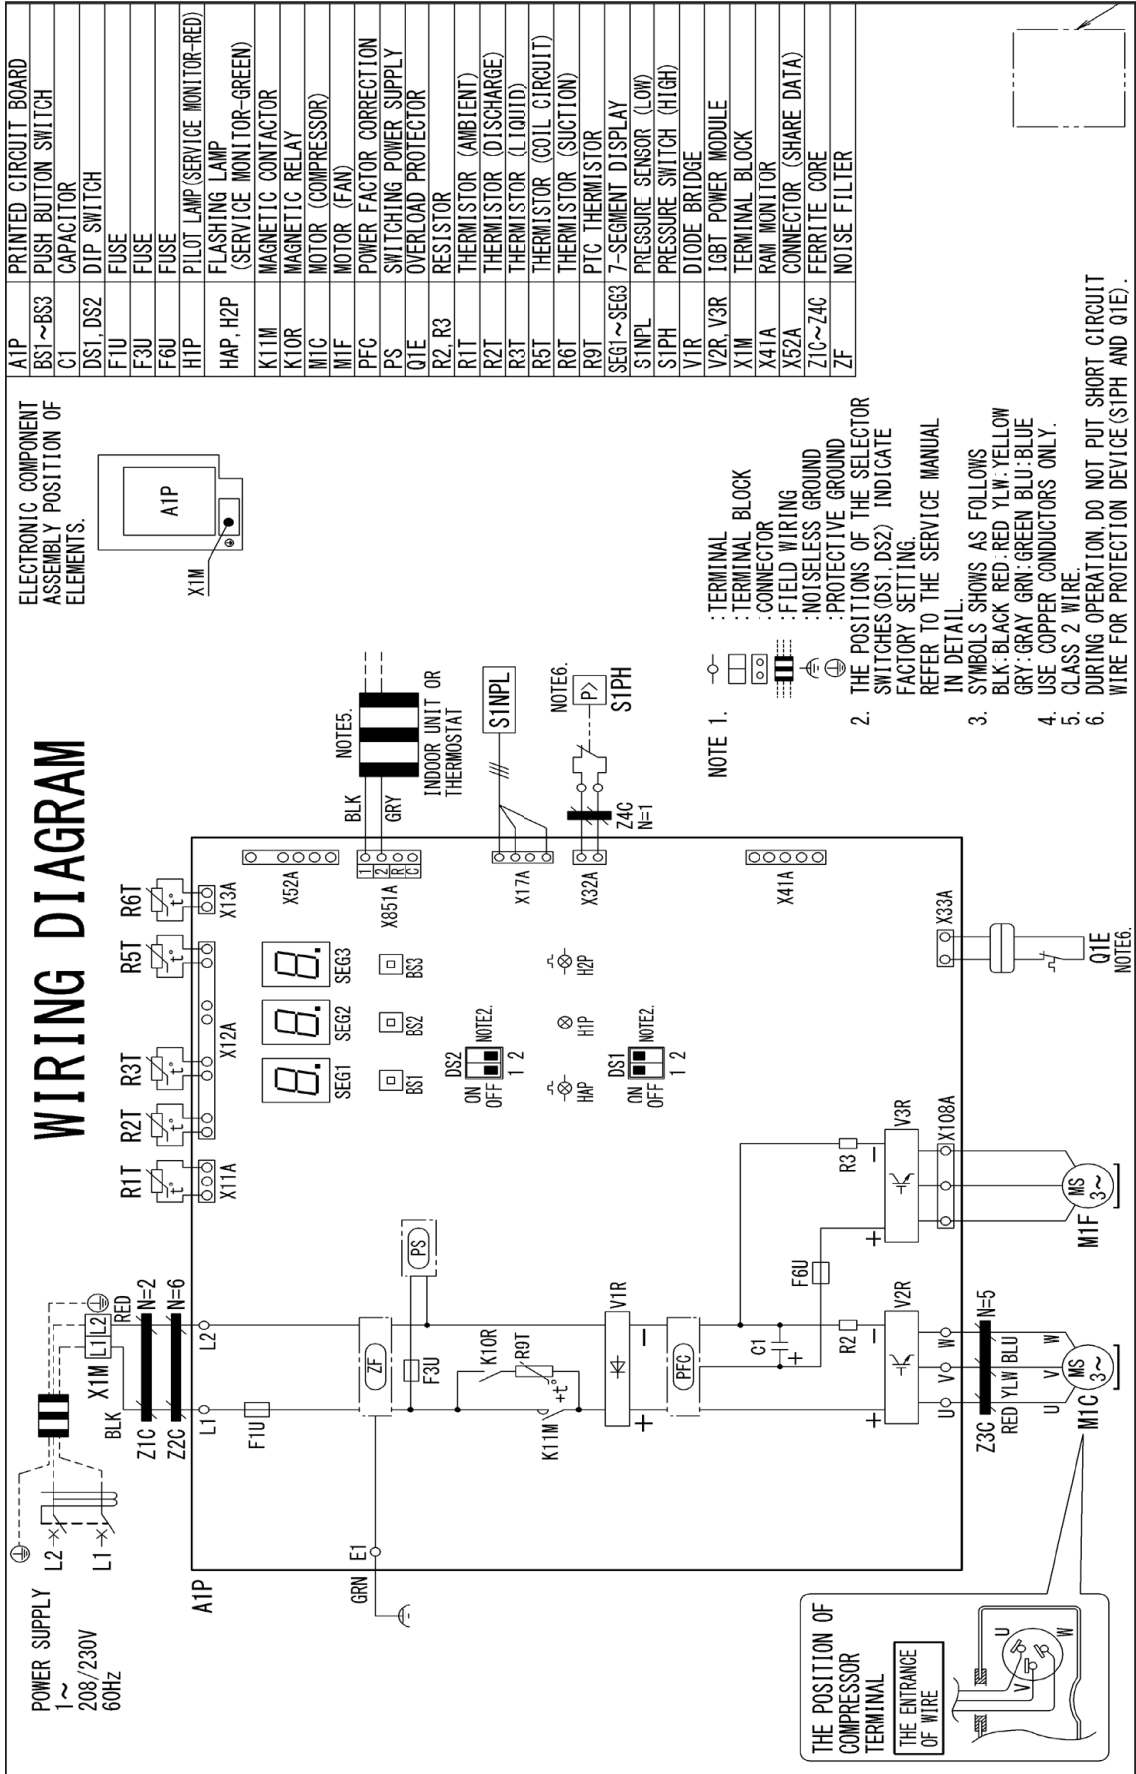 WIRING DIAGRAM
POWER SUPPLY
1~
208/230V
60Hz
L2
L1
X1M
L1 L2
BLK
RED
Z1C
N=2
Z2C
N=6
L1
L2
R1T
t°
R2T
t°
R3T
t°
R5T
t°
R6T
t°
X11A
X12A
X13A
A1P
F1U
ZF
E1
GRN
F3U
PS
K10R
R9T
+t°
K11M
V1R
+
−
PFC
C1
+
F6U
R2
R3
+
−
V2R
+
−
V3R
U
V
W
Z3C
N=5
RED
YLW
BLU
U
V
W
MS
3~
M1C
X108A
MS
3~
M1F
SEG1
SEG2
SEG3
BS1
BS2
BS3
DS2
ON
OFF
1 2
NOTE2.
HAP
H1P
H2P
DS1
ON
OFF
1 2
NOTE2.
X52A
X851A
1
2
R
C
BLK
GRY
NOTE5.
INDOOR UNIT OR
THERMOSTAT
X17A
S1NPL
X32A
Z4C
N=1
NOTE6.
P>
S1PH
X41A
X33A
Q1E
NOTE6.
THE POSITION OF
COMPRESSOR
TERMINAL
THE ENTRANCE
OF WIRE
U
V
W
ELECTRONIC COMPONENT
ASSEMBLY POSITION OF
ELEMENTS.
A1P
X1M
NOTE 1.
:TERMINAL
:TERMINAL BLOCK
:CONNECTOR
:FIELD WIRING
:NOISELESS GROUND
:PROTECTIVE GROUND
2. THE POSITIONS OF THE SELECTOR
SWITCHES(DS1, DS2) INDICATE
FACTORY SETTING.
REFER TO THE SERVICE MANUAL
IN DETAIL.
3. SYMBOLS SHOWS AS FOLLOWS
BLK:BLACK RED:RED YLW:YELLOW
GRY:GRAY GRN:GREEN BLU:BLUE
4. USE COPPER CONDUCTORS ONLY.
5. CLASS 2 WIRE.
6. DURING OPERATION, DO NOT PUT SHORT CIRCUIT
WIRE FOR PROTECTION DEVICE(S1PH AND Q1E).
A1P PRINTED CIRCUIT BOARD
BS1~BS3 PUSH BUTTON SWITCH
C1 CAPACITOR
DS1, DS2 DIP SWITCH
F1U FUSE
F3U FUSE
F6U FUSE
H1P PILOT LAMP(SERVICE MONITOR-RED)
HAP, H2P FLASHING LAMP
(SERVICE MONITOR-GREEN)
K11M MAGNETIC CONTACTOR
K10R MAGNETIC RELAY
M1C MOTOR (COMPRESSOR)
M1F MOTOR (FAN)
PFC POWER FACTOR CORRECTION
PS SWITCHING POWER SUPPLY
Q1E OVERLOAD PROTECTOR
R2, R3 RESISTOR
R1T THERMISTOR (AMBIENT)
R2T THERMISTOR (DISCHARGE)
R3T THERMISTOR (LIQUID)
R5T THERMISTOR (COIL CIRCUIT)
R6T THERMISTOR (SUCTION)
R9T PTC THERMISTOR
SEG1~SEG3 7-SEGMENT DISPLAY
S1NPL PRESSURE SENSOR (LOW)
S1PH PRESSURE SWITCH (HIGH)
V1R DIODE BRIDGE
V2R, V3R IGBT POWER MODULE
X1M TERMINAL BLOCK
X41A RAM MONITOR
X52A CONNECTOR (SHARE DATA)
Z1C~Z4C FERRITE CORE
ZF NOISE FILTER